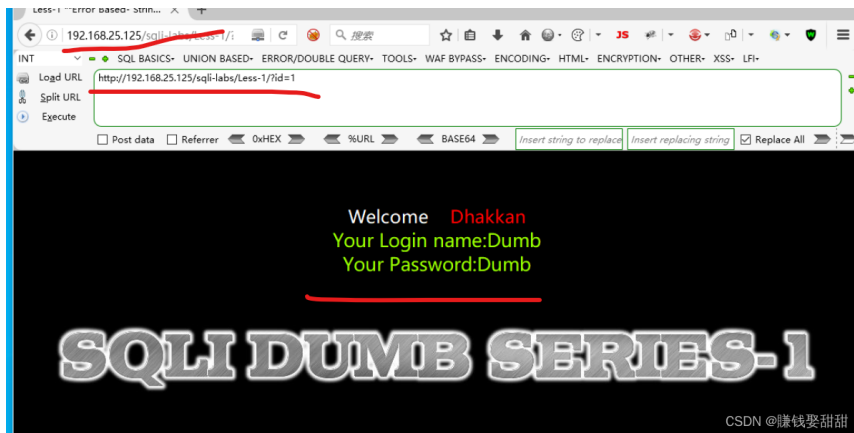 Less-1 **Error Based- Strin...
192.168.25.125/sqli-labs/Less-1/?
搜索
INT SQL BASICS- UNION BASED- ERROR/DOUBLE QUERY- TOOLS- WAF BYPASS- ENCODING- HTML- ENCRYPTION- OTHER- XSS- LFI-
Load URL http://192.168.25.125/sqli-labs/Less-1/?id=1
Split URL
Execute
Post data Referrer 0xHEX %URL BASE64 Insert string to replace Insert replacing string Replace All
Welcome Dhakkan
Your Login name:Dumb
Your Password:Dumb
SQLI DUMB SERIES-1
CSDN @赚钱娶甜甜